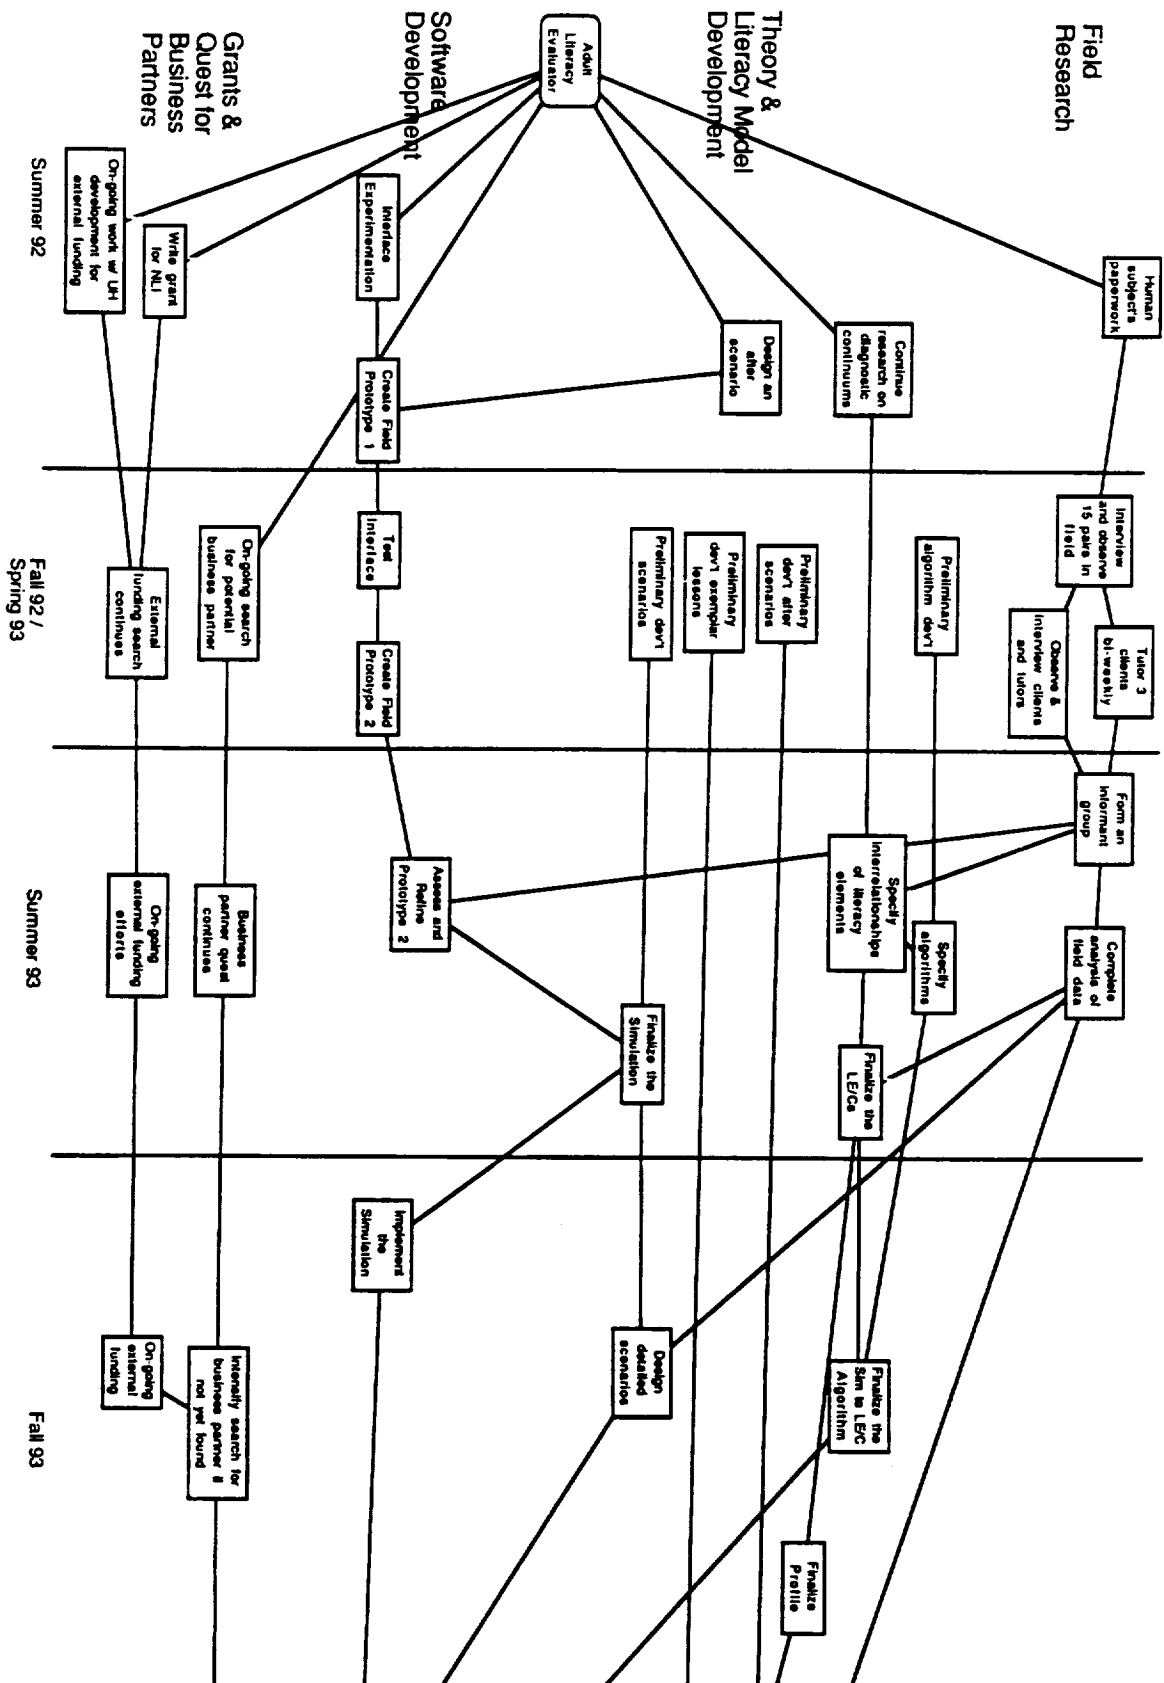 Field
Research
Theory &
Literacy Model
Development
Software
Development
Grants &
Quest for
Business
Partners
Adult
Literacy
Evaluator
Human
subject's
paperwork
Continue
research on
diagnostic
continuums
Design an
after
scenario
Interface
Experimentation
Create Field
Prototype 1
Write grant
for NLI
On-going work w/ UH
development for
external funding
Summer 92
Interview
and observe
15 pairs in
field
Tutor 3
clients
bi-weekly
Observe &
interview clients
and tutors
Preliminary
algorithm dev't
Preliminary
dev't after
scenarios
Preliminary
dev't exemplar
lessons
Preliminary dev't
scenarios
Test
Interface
Create Field
Prototype 2
On-going search
for potential
business partner
External
funding search
continues
Fall 92 /
Spring 93
Form an
informant
group
Complete
analysis of
field data
Specify
algorithms
Specify
interrelationships
of literacy
elements
Finalize the
LE/Cs
Finalize the
Simulation
Assess and
Refine
Prototype 2
Business
partner quest
continues
On-going
external funding
efforts
Summer 93
Finalize the
Sim to LE/C
Algorithm
Finalize
Profile
Design
detailed
scenarios
Implement
the
Simulation
Intensify search for
business partner if
not yet found
On-going
external
funding
Fall 93